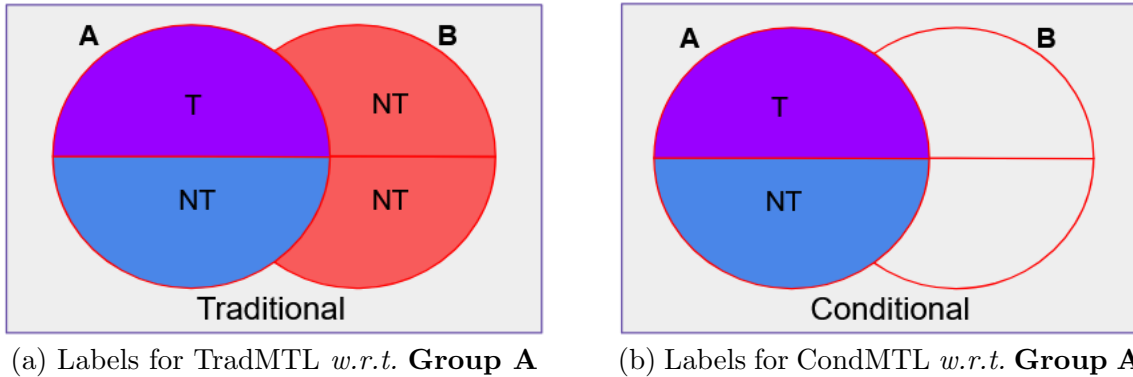 A
B
T
NT
NT
NT
Traditional
A
B
T
NT
Conditional
(a) Labels for TradMTL w.r.t. Group A
(b) Labels for CondMTL w.r.t. Group A